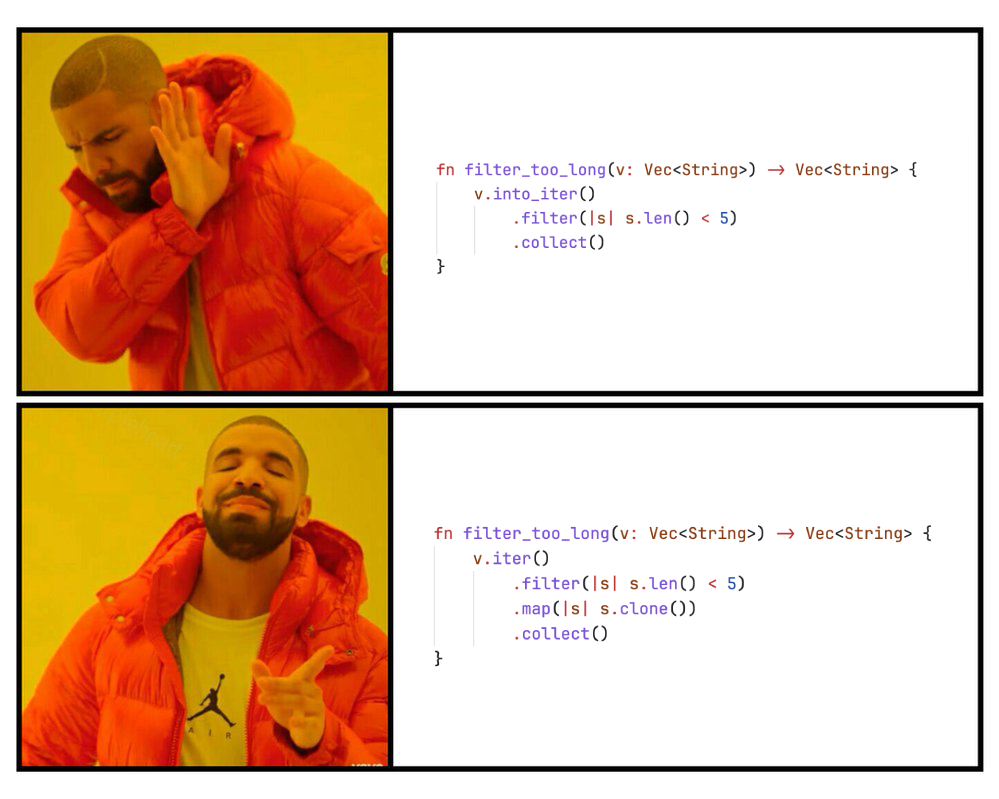 fn filter_too_long(v: Vec<String>) -> Vec<String> {
    v.into_iter()
        .filter(|s| s.len() < 5)
        .collect()
}
fn filter_too_long(v: Vec<String>) -> Vec<String> {
    v.iter()
        .filter(|s| s.len() < 5)
        .map(|s| s.clone())
        .collect()
}
AIR